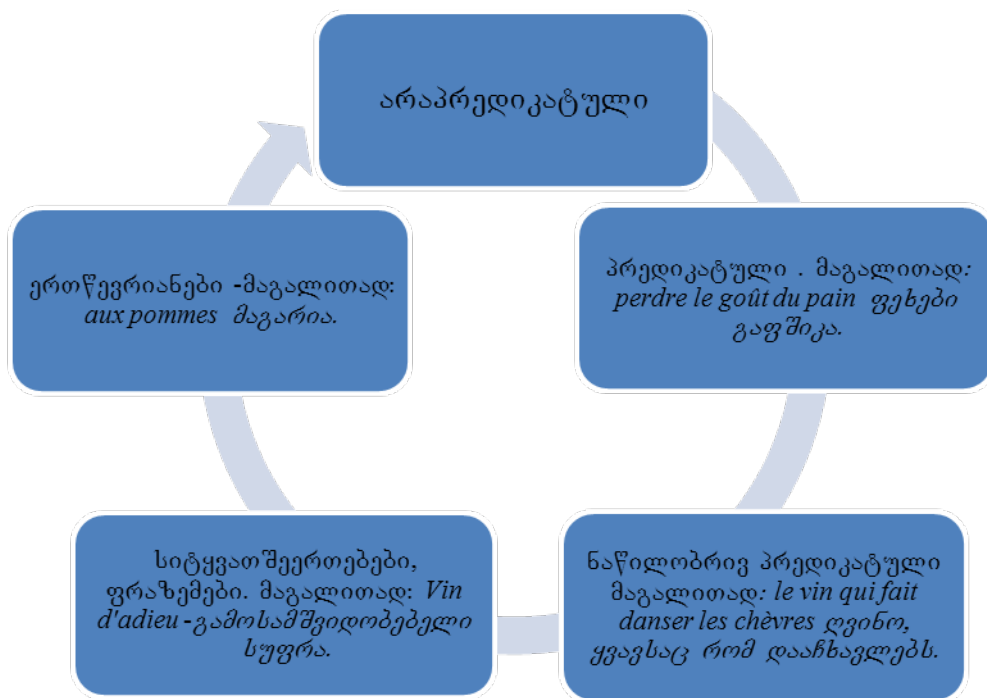 არაპრედიკატული
პრედიკატული . მაგალითად:
perdre le goût du pain ფეხები
გაფშიკა.
ნაწილობრივ პრედიკატული
მაგალითად: le vin qui fait
danser les chèvres ღვინო,
ყვავსაც რომ დააჩხავლებს.
სიტყვათშეერთებები,
ფრაზემები. მაგალითად: Vin
d'adieu -გამოსამშვიდობებელი
სუფრა.
ერთწევრიანები -მაგალითად:
aux pommes მაგარია.